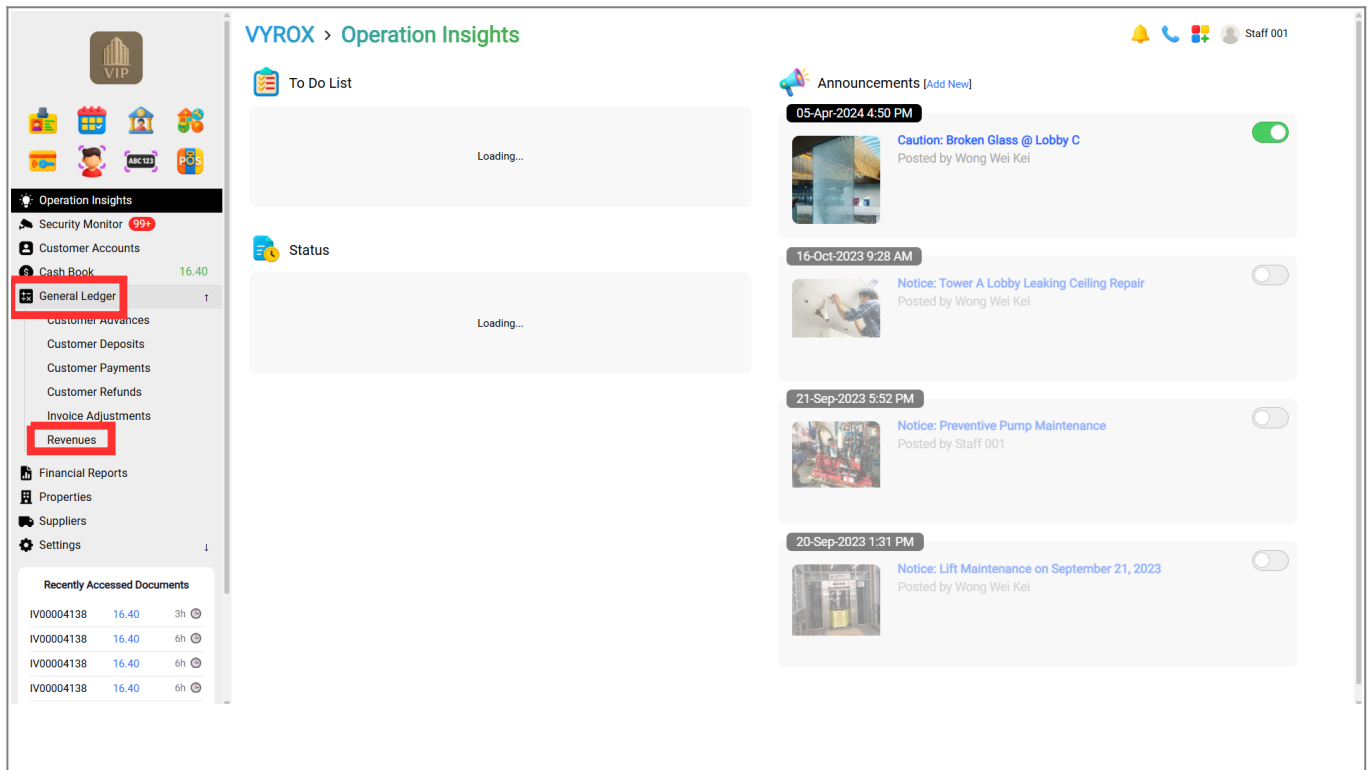 VIP
ABC 123
POS
Operation Insights
Security Monitor 99+
Customer Accounts
Cash Book 16.40
General Ledger ↑
Customer Advances
Customer Deposits
Customer Payments
Customer Refunds
Invoice Adjustments
Revenues
Financial Reports
Properties
Suppliers
Settings ↓
Recently Accessed Documents
IV00004138 16.40 3h
IV00004138 16.40 6h
IV00004138 16.40 6h
IV00004138 16.40 6h
VYROX > Operation Insights
Staff 001
To Do List
Loading...
Status
Loading...
Announcements [Add New]
05-Apr-2024 4:50 PM
Caution: Broken Glass @ Lobby C
Posted by Wong Wei Kei
16-Oct-2023 9:28 AM
Notice: Tower A Lobby Leaking Ceiling Repair
Posted by Wong Wei Kei
21-Sep-2023 5:52 PM
Notice: Preventive Pump Maintenance
Posted by Staff 001
20-Sep-2023 1:31 PM
Notice: Lift Maintenance on September 21, 2023
Posted by Wong Wei Kei